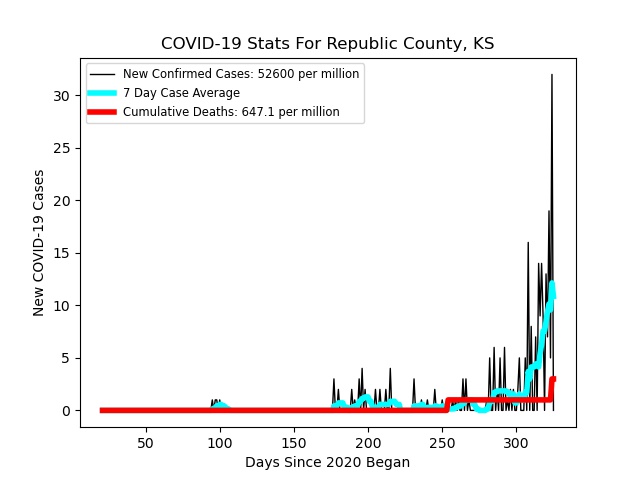 COVID-19 Stats For Republic County, KS
New Confirmed Cases: 52600 per million
7 Day Case Average
Cumulative Deaths: 647.1 per million
New COVID-19 Cases
30
25
20
15
10
5
0
50 100 150 200 250 300
Days Since 2020 Began